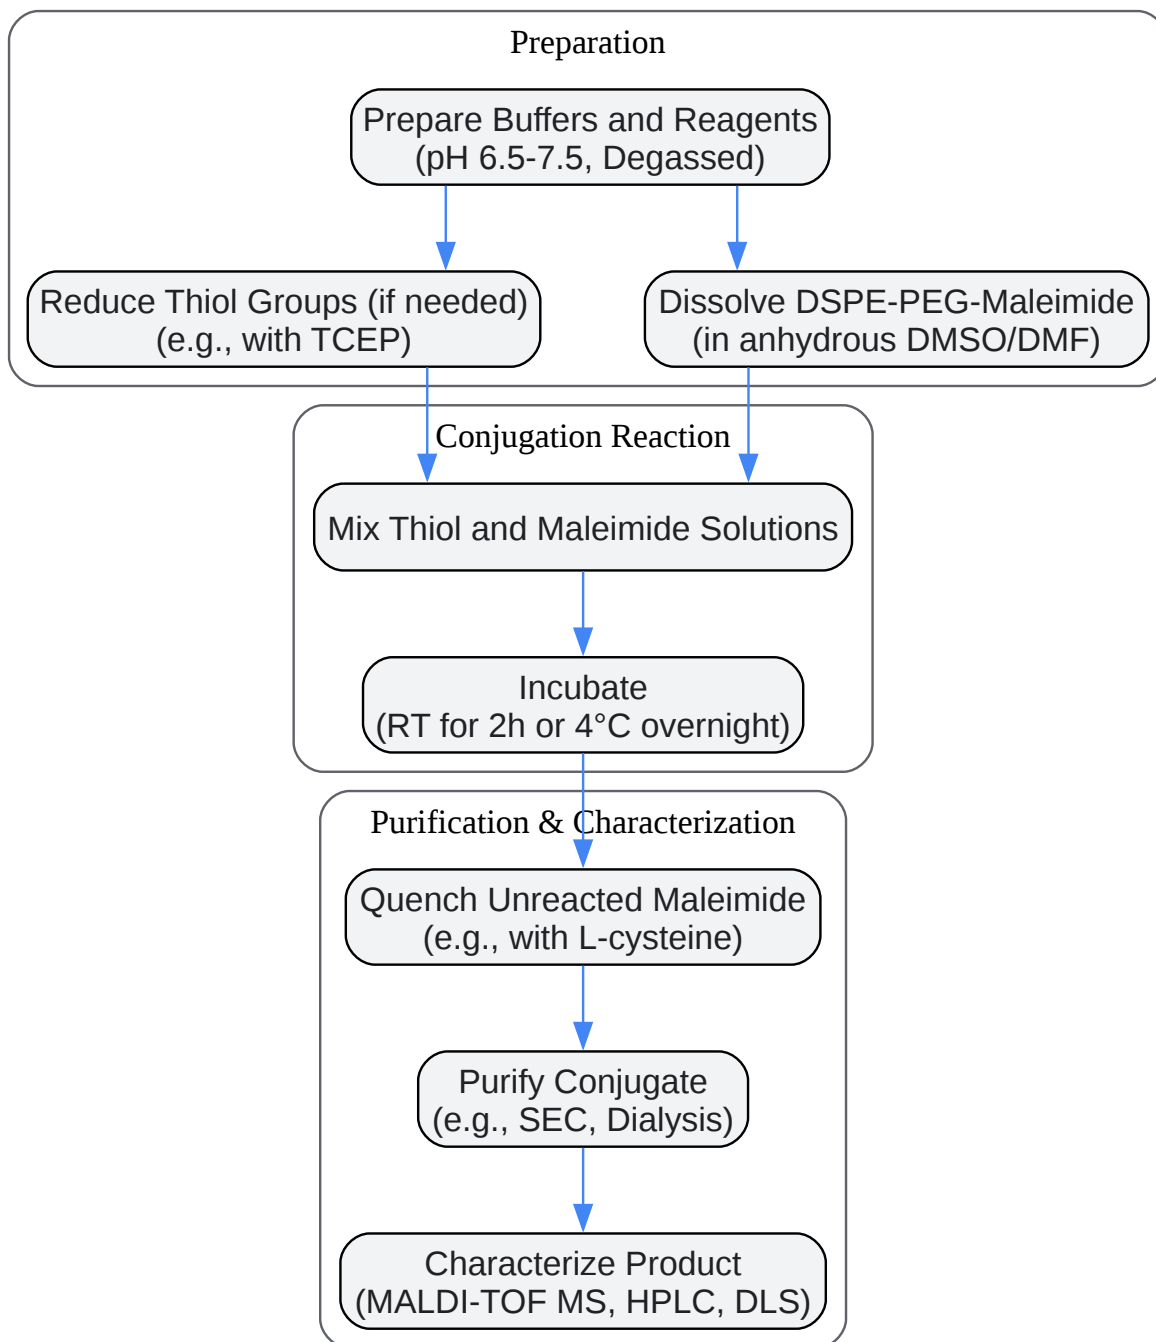 Preparation
Prepare Buffers and Reagents
(pH 6.5-7.5, Degassed)
Reduce Thiol Groups (if needed)
(e.g., with TCEP)
Dissolve DSPE-PEG-Maleimide
(in anhydrous DMSO/DMF)
Conjugation Reaction
Mix Thiol and Maleimide Solutions
Incubate
(RT for 2h or 4°C overnight)
Purification & Characterization
Quench Unreacted Maleimide
(e.g., with L-cysteine)
Purify Conjugate
(e.g., SEC, Dialysis)
Characterize Product
(MALDI-TOF MS, HPLC, DLS)